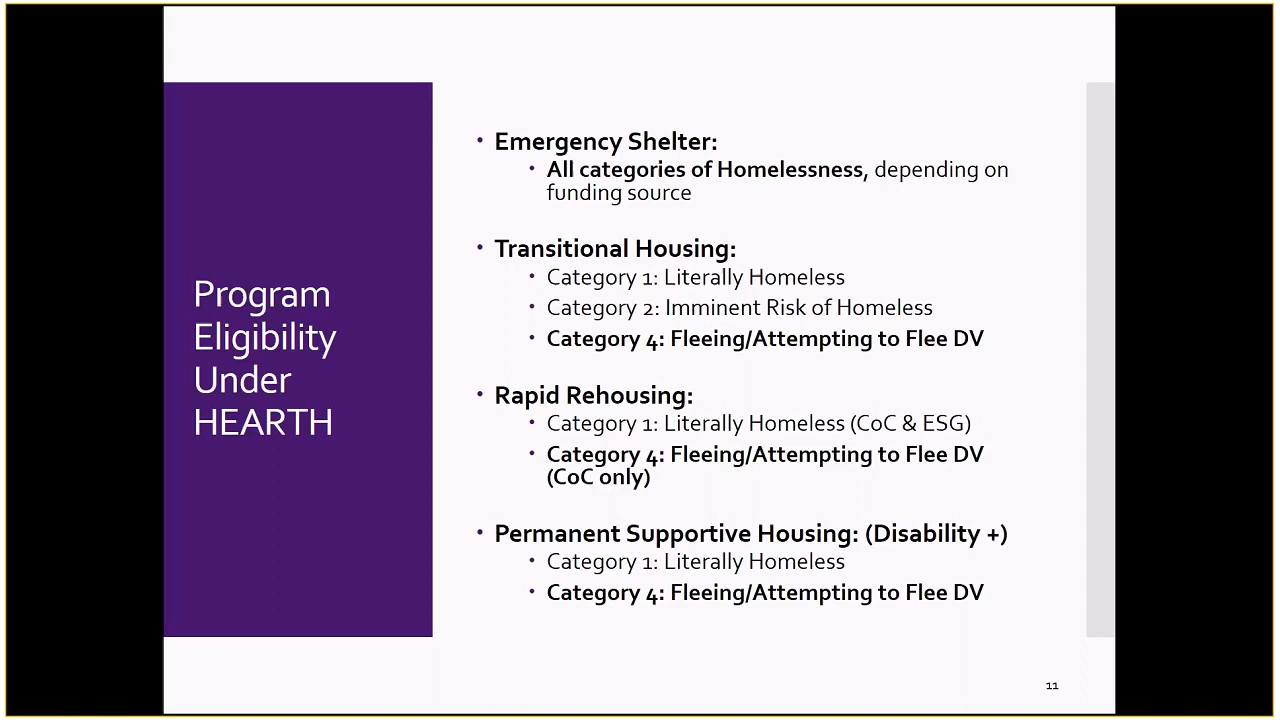 Program
Eligibility
Under
HEARTH
• Emergency Shelter:
• All categories of Homelessness, depending on
funding source
• Transitional Housing:
• Category 1: Literally Homeless
• Category 2: Imminent Risk of Homeless
• Category 4: Fleeing/Attempting to Flee DV
• Rapid Rehousing:
• Category 1: Literally Homeless (CoC & ESG)
• Category 4: Fleeing/Attempting to Flee DV
(CoC only)
• Permanent Supportive Housing: (Disability +)
• Category 1: Literally Homeless
• Category 4: Fleeing/Attempting to Flee DV
11